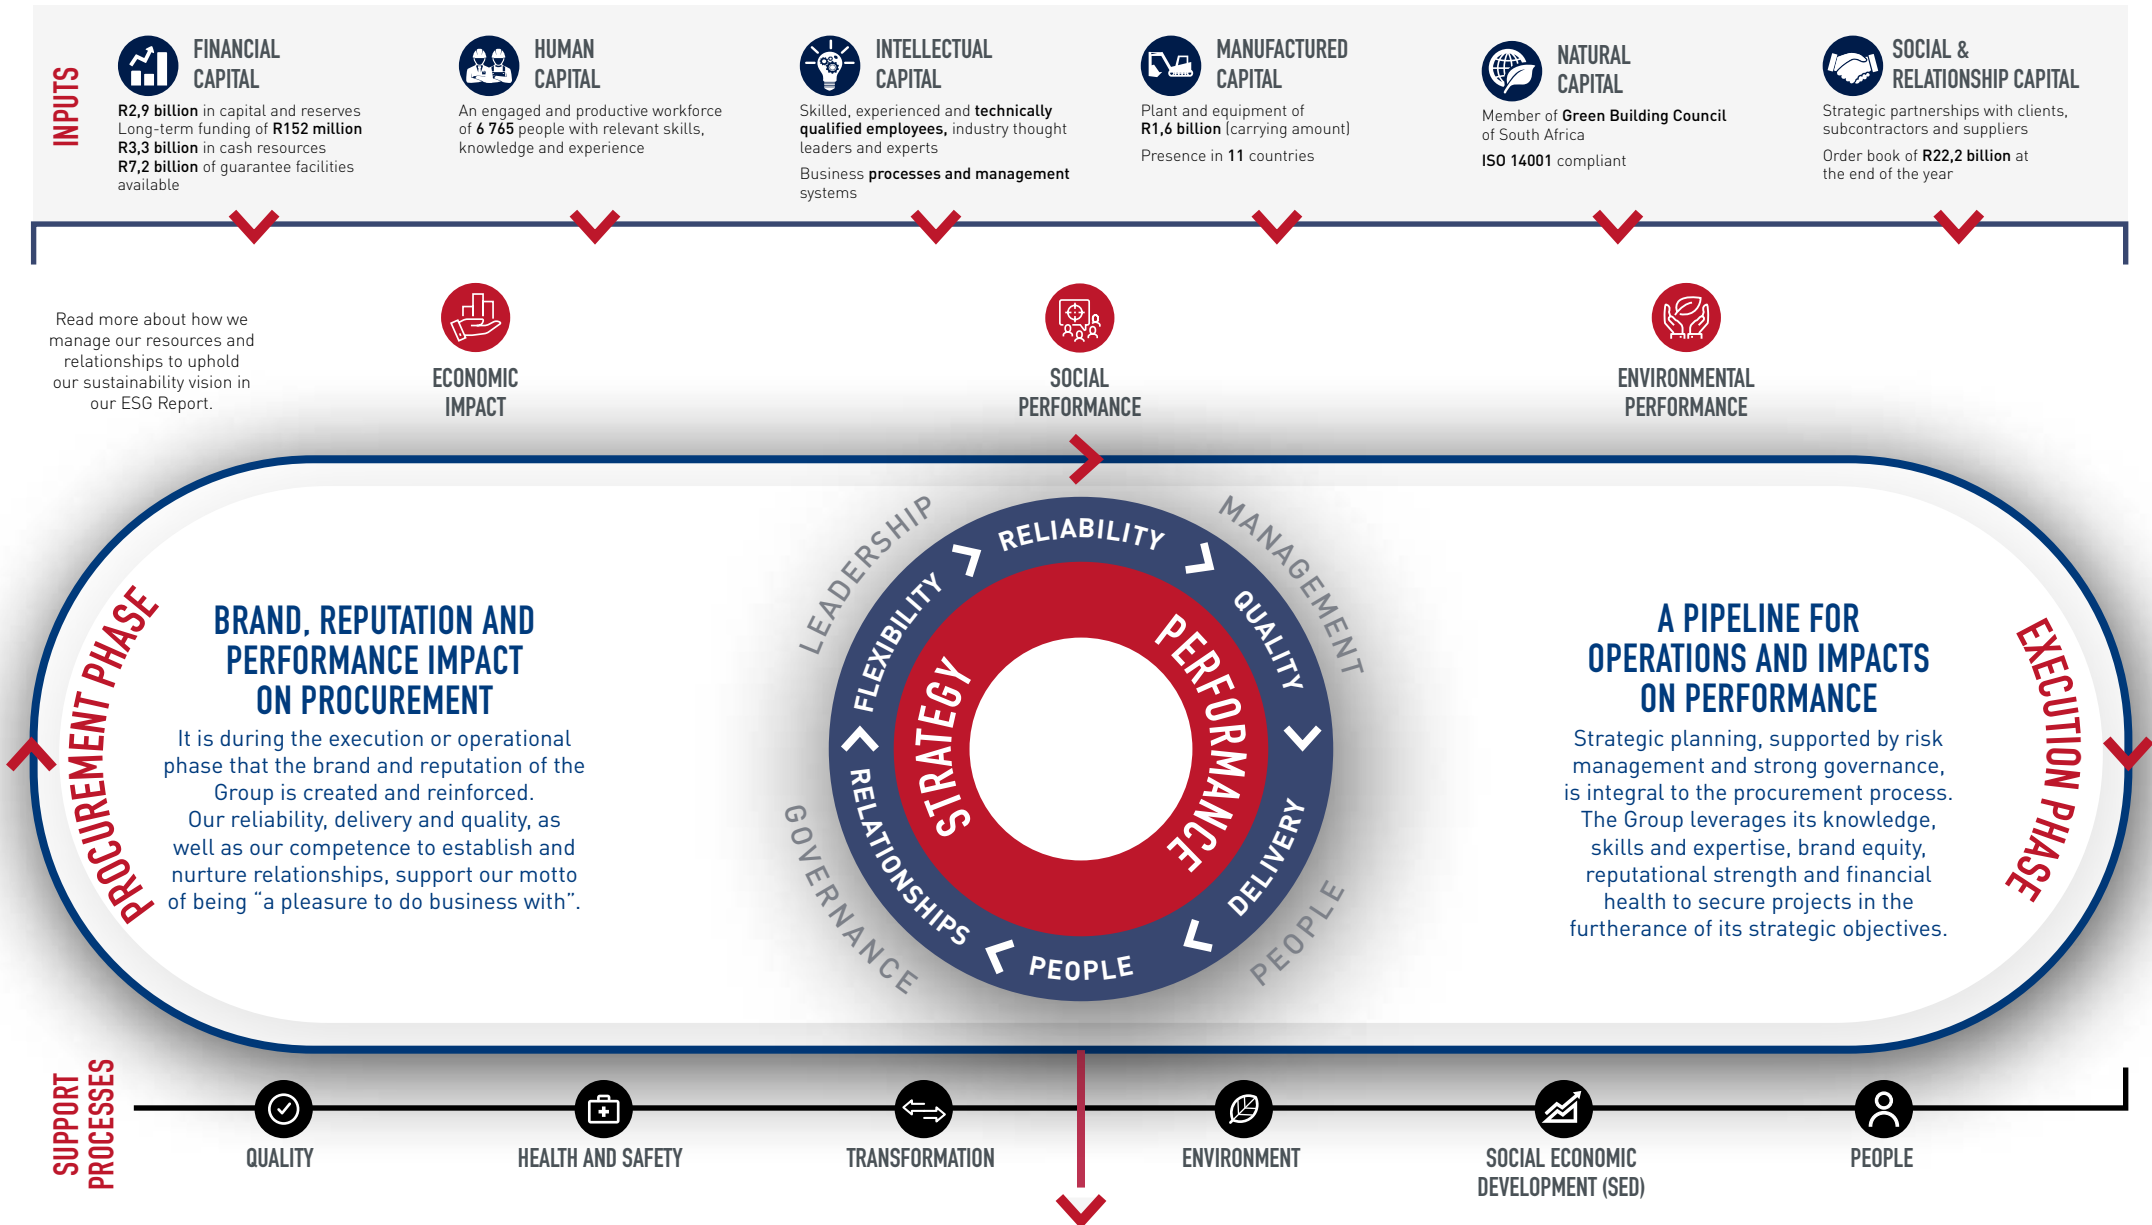 INPUTS
FINANCIAL
CAPITAL
R2,9 billion in capital and reserves
Long-term funding of R152 million
R3,3 billion in cash resources
R7,2 billion of guarantee facilities
available
HUMAN
CAPITAL
An engaged and productive workforce
of 6 765 people with relevant skills,
knowledge and experience
INTELLECTUAL
CAPITAL
Skilled, experienced and technically
qualified employees, industry thought
leaders and experts
Business processes and management
systems
MANUFACTURED
CAPITAL
Plant and equipment of
R1,6 billion (carrying amount)
Presence in 11 countries
NATURAL
CAPITAL
Member of Green Building Council
of South Africa
ISO 14001 compliant
SOCIAL &
RELATIONSHIP CAPITAL
Strategic partnerships with clients,
subcontractors and suppliers
Order book of R22,2 billion at
the end of the year
Read more about how we
manage our resources and
relationships to uphold
our sustainability vision in
our ESG Report.
ECONOMIC
IMPACT
SOCIAL
PERFORMANCE
ENVIRONMENTAL
PERFORMANCE
PROCUREMENT PHASE
BRAND, REPUTATION AND
PERFORMANCE IMPACT
ON PROCUREMENT
It is during the execution or operational
phase that the brand and reputation of the
Group is created and reinforced.
Our reliability, delivery and quality, as
well as our competence to establish and
nurture relationships, support our motto
of being “a pleasure to do business with”.
LEADERSHIP
MANAGEMENT
PEOPLE
GOVERNANCE
RELIABILITY
QUALITY
DELIVERY
PEOPLE
RELATIONSHIPS
FLEXIBILITY
STRATEGY
PERFORMANCE
A PIPELINE FOR
OPERATIONS AND IMPACTS
ON PERFORMANCE
Strategic planning, supported by risk
management and strong governance,
is integral to the procurement process.
The Group leverages its knowledge,
skills and expertise, brand equity,
reputational strength and financial
health to secure projects in the
furtherance of its strategic objectives.
EXECUTION PHASE
SUPPORT
PROCESSES
QUALITY
HEALTH AND SAFETY
TRANSFORMATION
ENVIRONMENT
SOCIAL ECONOMIC
DEVELOPMENT (SED)
PEOPLE